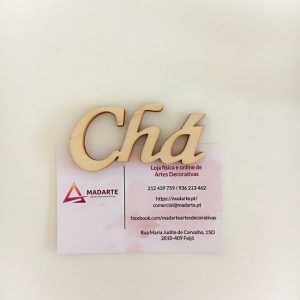 Chá
Loja física e online de
Artes Decorativas
MADARTE
212 439 759 / 936 213 462
https://madarte.pt/
comercial@madarte.pt
facebook.com/madarteartesdecorativas
Rua Maria Judite de Carvalho, 15D
2810-409 Feijó